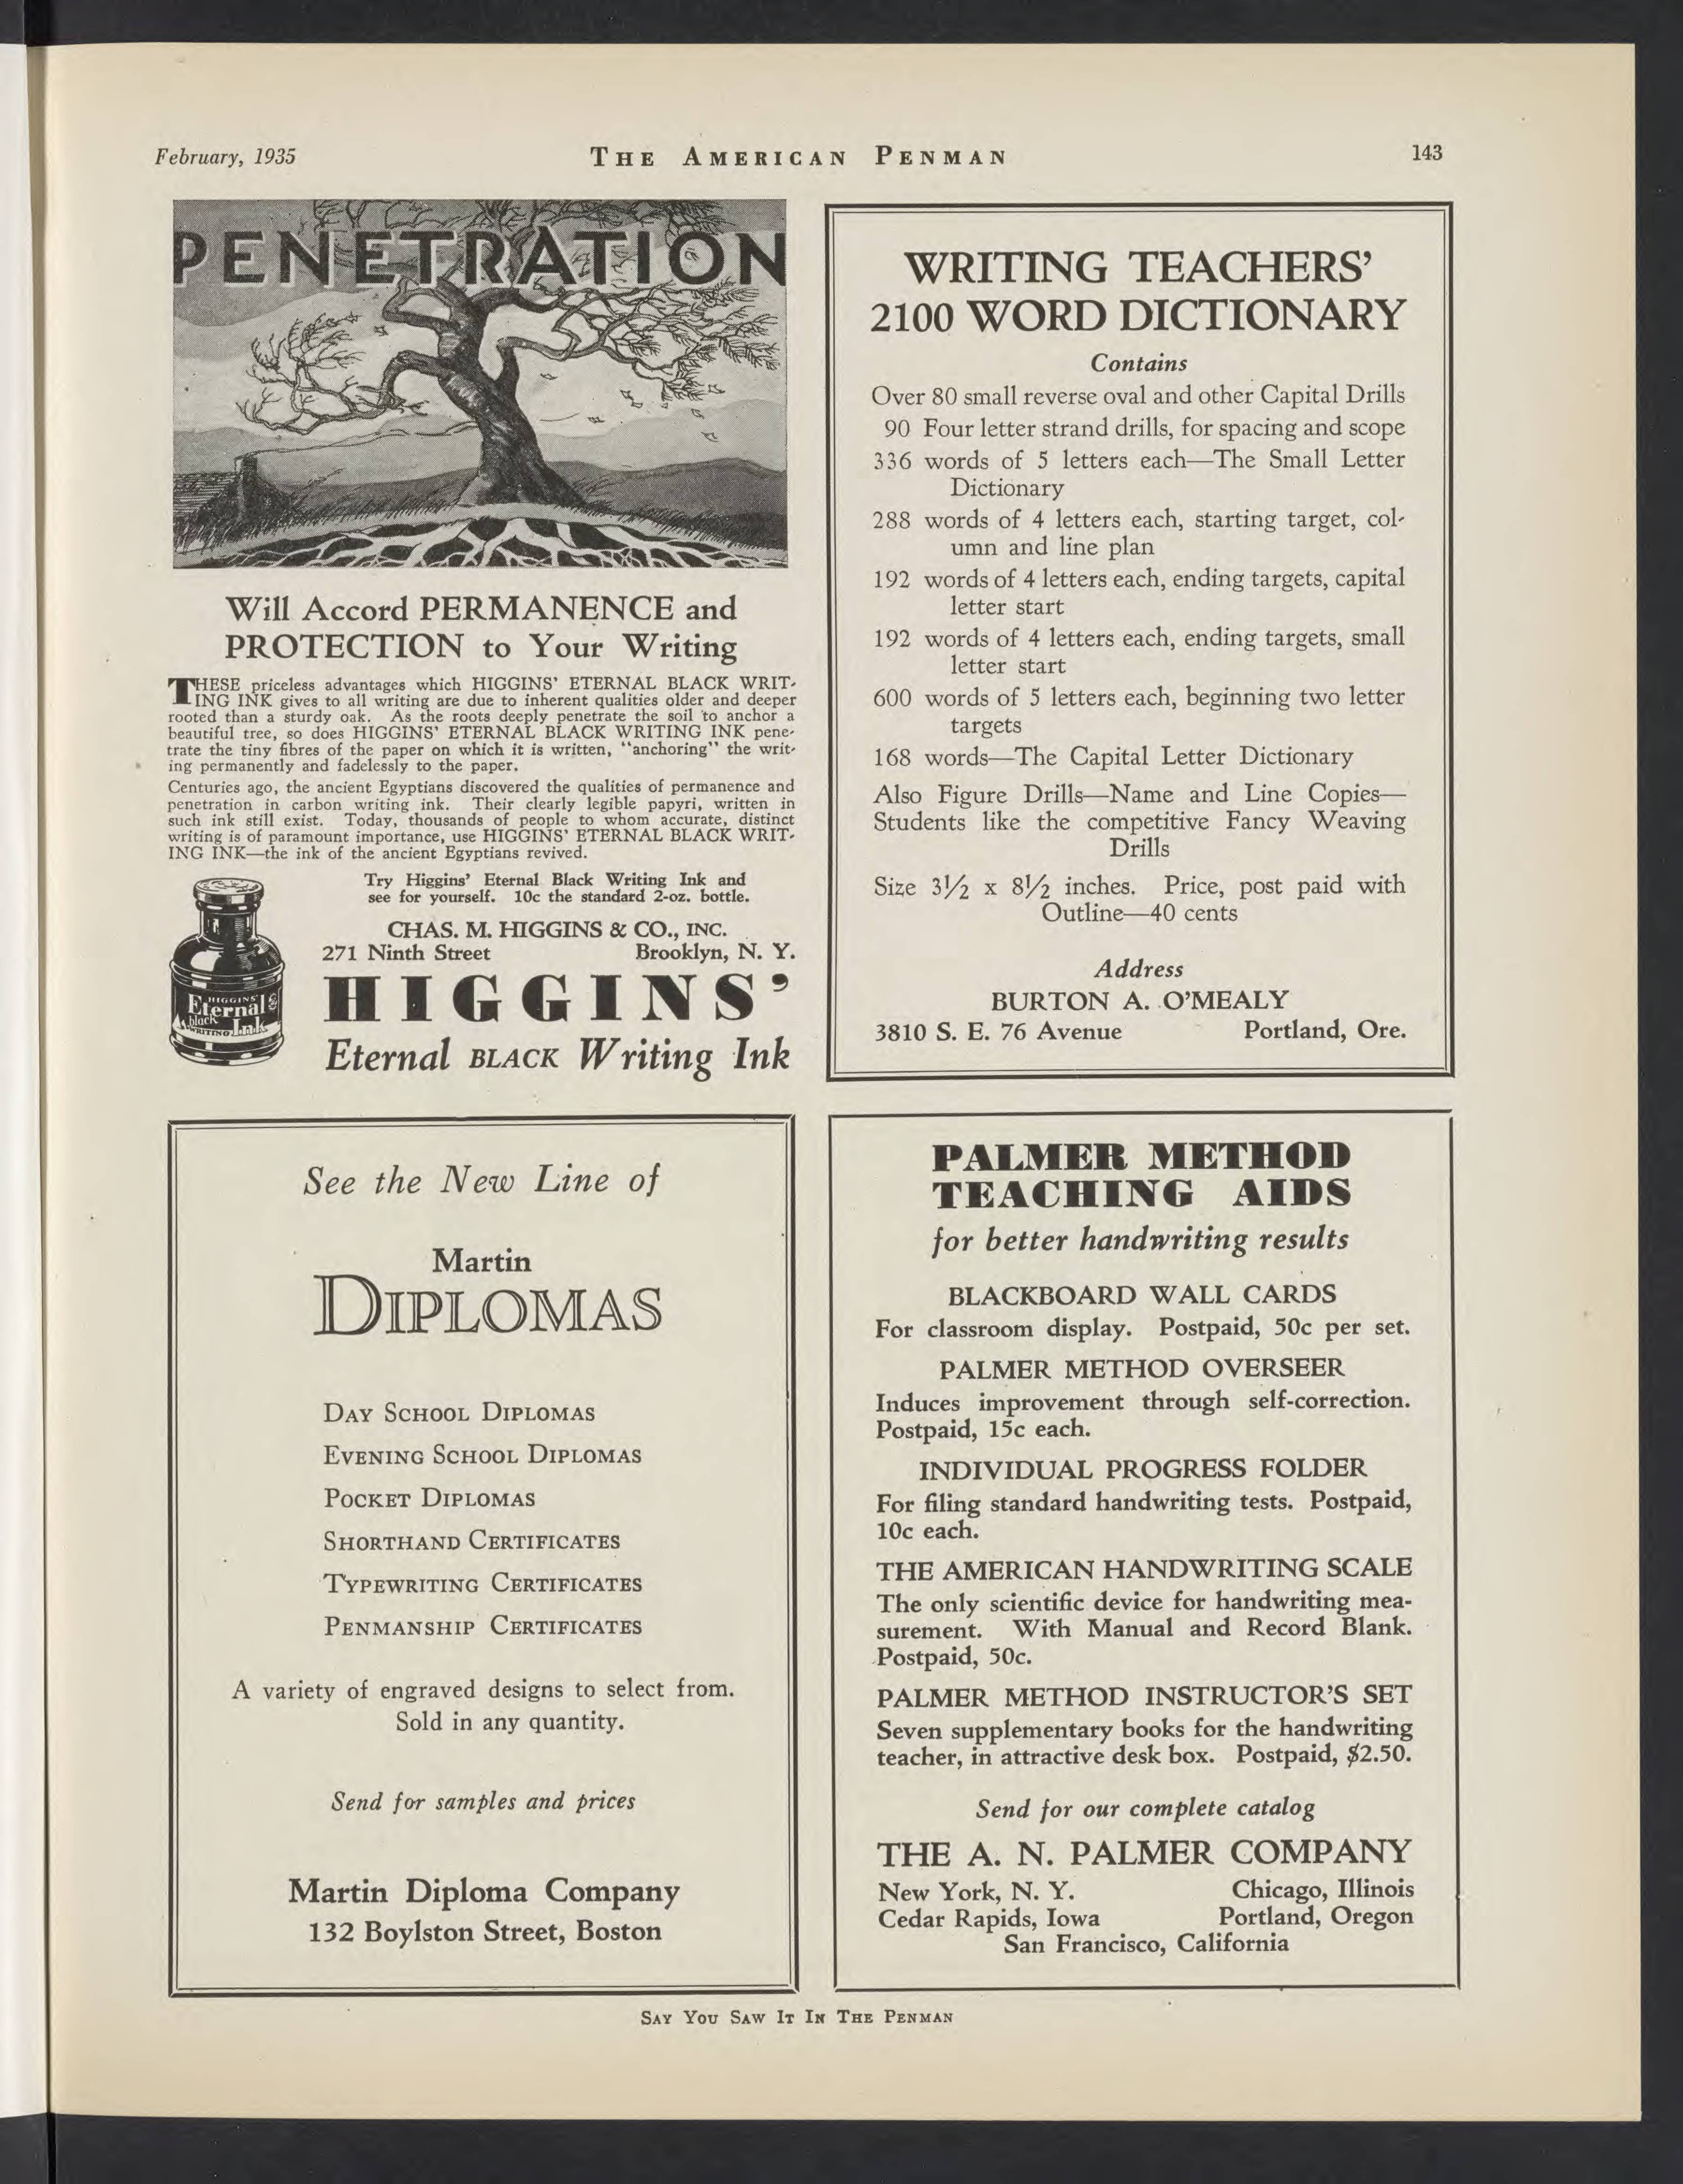 February, 1935
THE AMERICAN PENMAN
143
PENETRATION
Will Accord PERMANENCE and
PROTECTION to Your Writing
THESE priceless advantages which HIGGINS' ETERNAL BLACK WRIT-
ING INK gives to all writing are due to inherent qualities older and deeper
rooted than a sturdy oak. As the roots deeply penetrate the soil to anchor a
beautiful tree, so does HIGGINS' ETERNAL BLACK WRITING INK pene-
trate the tiny fibres of the paper on which it is written, "anchoring" the writ-
ing permanently and fadelessly to the paper.
Centuries ago, the ancient Egyptians discovered the qualities of permanence and
penetration in carbon writing ink. Their clearly legible papyri, written in
such ink still exist. Today, thousands of people to whom accurate, distinct
writing is of paramount importance, use HIGGINS' ETERNAL BLACK WRIT-
ING INK—the ink of the ancient Egyptians revived.
Try Higgins' Eternal Black Writing Ink and
see for yourself. 10c the standard 2-oz. bottle.
CHAS. M. HIGGINS & CO., INC.
271 Ninth Street Brooklyn, N. Y.
HIGGINS'
Eternal BLACK Writing Ink
HIGGINS'
Eternal
black
WRITING Ink
WRITING TEACHERS'
2100 WORD DICTIONARY
Contains
Over 80 small reverse oval and other Capital Drills
90 Four letter strand drills, for spacing and scope
336 words of 5 letters each—The Small Letter
Dictionary
288 words of 4 letters each, starting target, col-
umn and line plan
192 words of 4 letters each, ending targets, capital
letter start
192 words of 4 letters each, ending targets, small
letter start
600 words of 5 letters each, beginning two letter
targets
168 words—The Capital Letter Dictionary
Also Figure Drills—Name and Line Copies—
Students like the competitive Fancy Weaving
Drills
Size 3½ x 8½ inches. Price, post paid with
Outline—40 cents
Address
BURTON A. O'MEALY
3810 S. E. 76 Avenue Portland, Ore.
See the New Line of
Martin
DIPLOMAS
DAY SCHOOL DIPLOMAS
EVENING SCHOOL DIPLOMAS
POCKET DIPLOMAS
SHORTHAND CERTIFICATES
TYPEWRITING CERTIFICATES
PENMANSHIP CERTIFICATES
A variety of engraved designs to select from.
Sold in any quantity.
Send for samples and prices
Martin Diploma Company
132 Boylston Street, Boston
PALMER METHOD
TEACHING AIDS
for better handwriting results
BLACKBOARD WALL CARDS
For classroom display. Postpaid, 50c per set.
PALMER METHOD OVERSEER
Induces improvement through self-correction.
Postpaid, 15c each.
INDIVIDUAL PROGRESS FOLDER
For filing standard handwriting tests. Postpaid,
10c each.
THE AMERICAN HANDWRITING SCALE
The only scientific device for handwriting mea-
surement. With Manual and Record Blank.
Postpaid, 50c.
PALMER METHOD INSTRUCTOR'S SET
Seven supplementary books for the handwriting
teacher, in attractive desk box. Postpaid, $2.50.
Send for our complete catalog
THE A. N. PALMER COMPANY
New York, N. Y. Chicago, Illinois
Cedar Rapids, Iowa Portland, Oregon
San Francisco, California
SAY YOU SAW IT IN THE PENMAN